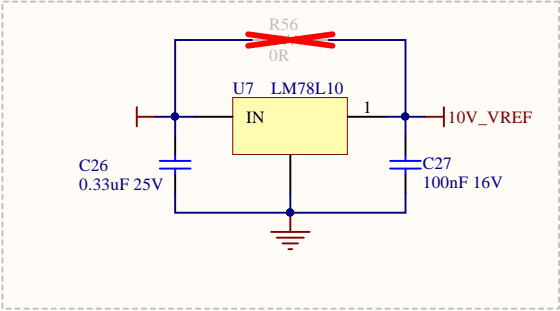 R56
0R
U7 LM78L10
IN
1
10V_VREF
C26
0.33uF 25V
C27
100nF 16V